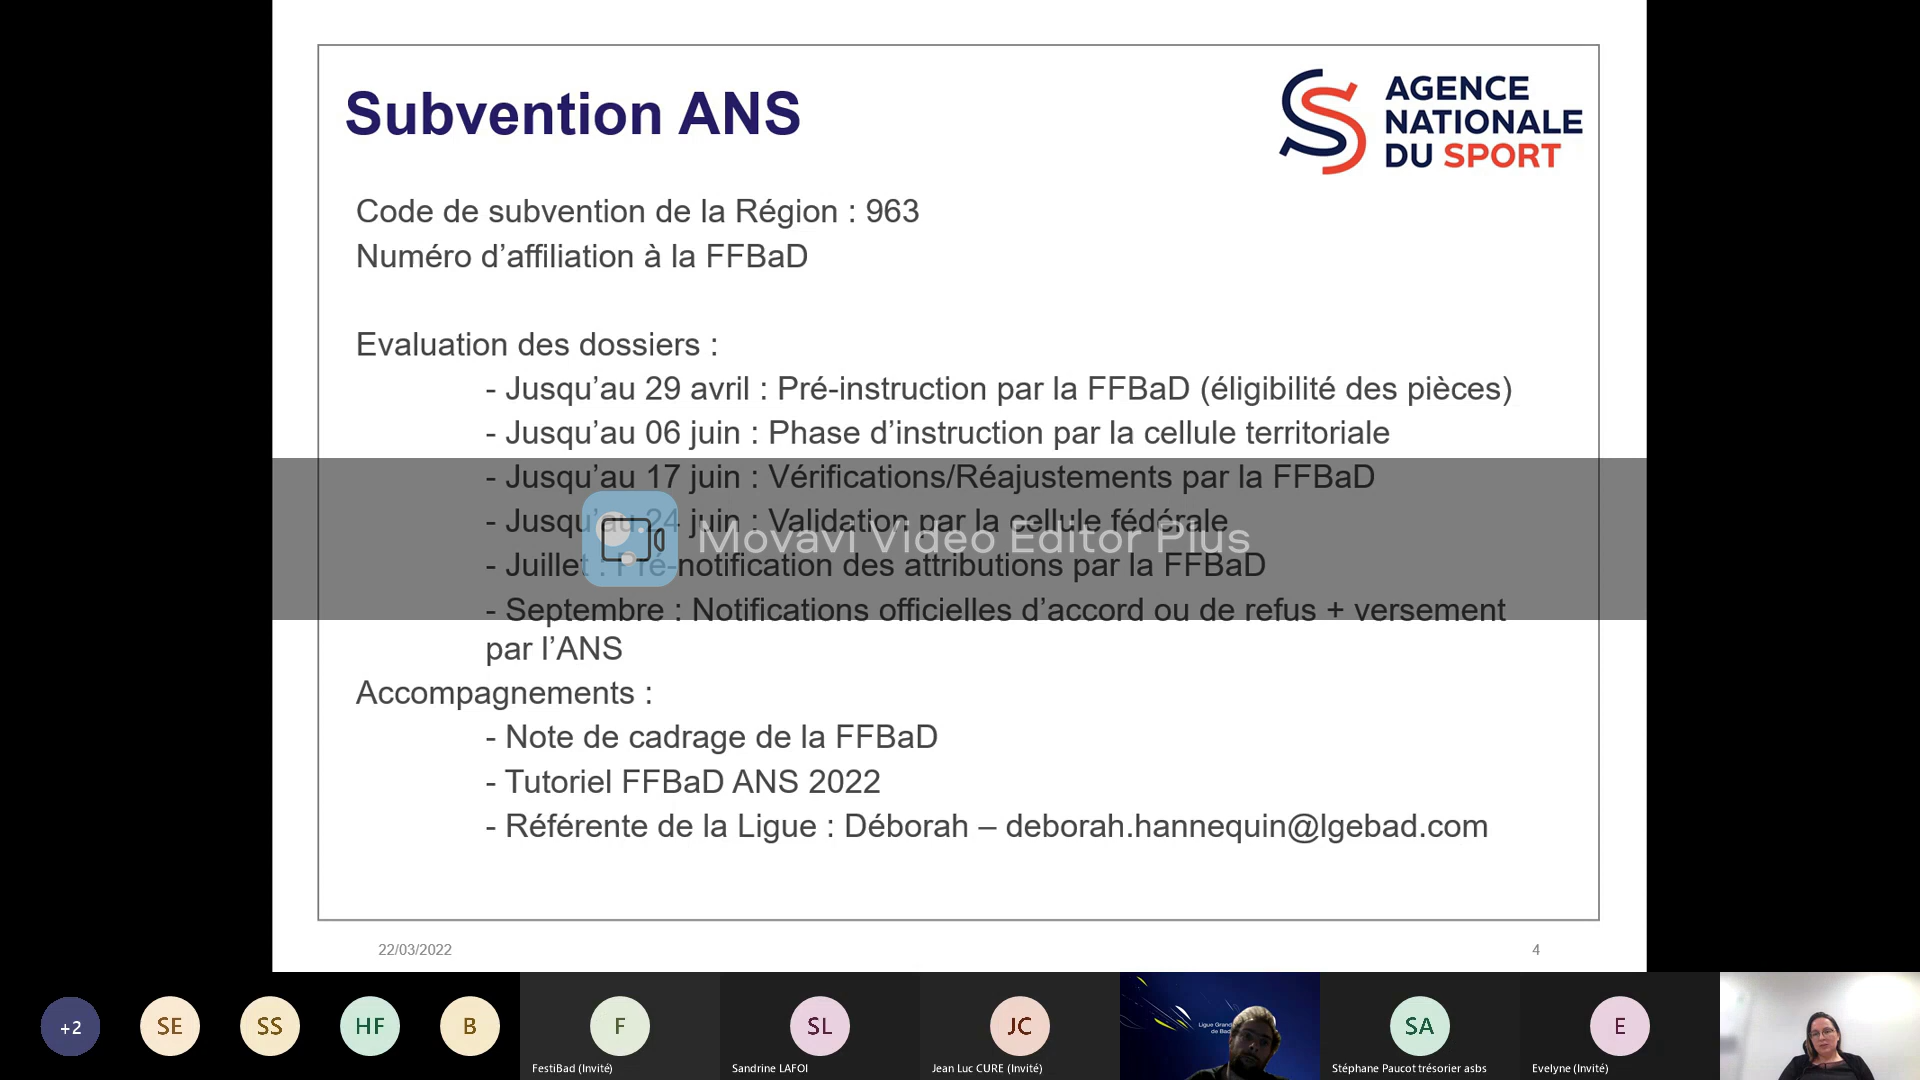 Subvention ANS
AGENCE
NATIONALE
DU SPORT
Code de subvention de la Région : 963
Numéro d’affiliation à la FFBaD
Evaluation des dossiers :
- Jusqu’au 29 avril : Pré-instruction par la FFBaD (éligibilité des pièces)
- Jusqu’au 06 juin : Phase d’instruction par la cellule territoriale
- Jusqu’au 17 juin : Vérifications/Réajustements par la FFBaD
- Jusqu’au 24 juin : Validation par la cellule fédérale
Movavi Video Editor Plus
- Juillet : Pré-notification des attributions par la FFBaD
- Septembre : Notifications officielles d’accord ou de refus + versement
par l’ANS
Accompagnements :
- Note de cadrage de la FFBaD
- Tutoriel FFBaD ANS 2022
- Référente de la Ligue : Déborah – deborah.hannequin@lgebad.com
22/03/2022
4
+2
SE
SS
HF
B
F
FestiBad (Invité)
SL
Sandrine LAFOI
JC
Jean Luc CURE (Invité)
Ligue Grand
de Bad
SA
Stéphane Paucot trésorier asbs
E
Evelyne (Invité)